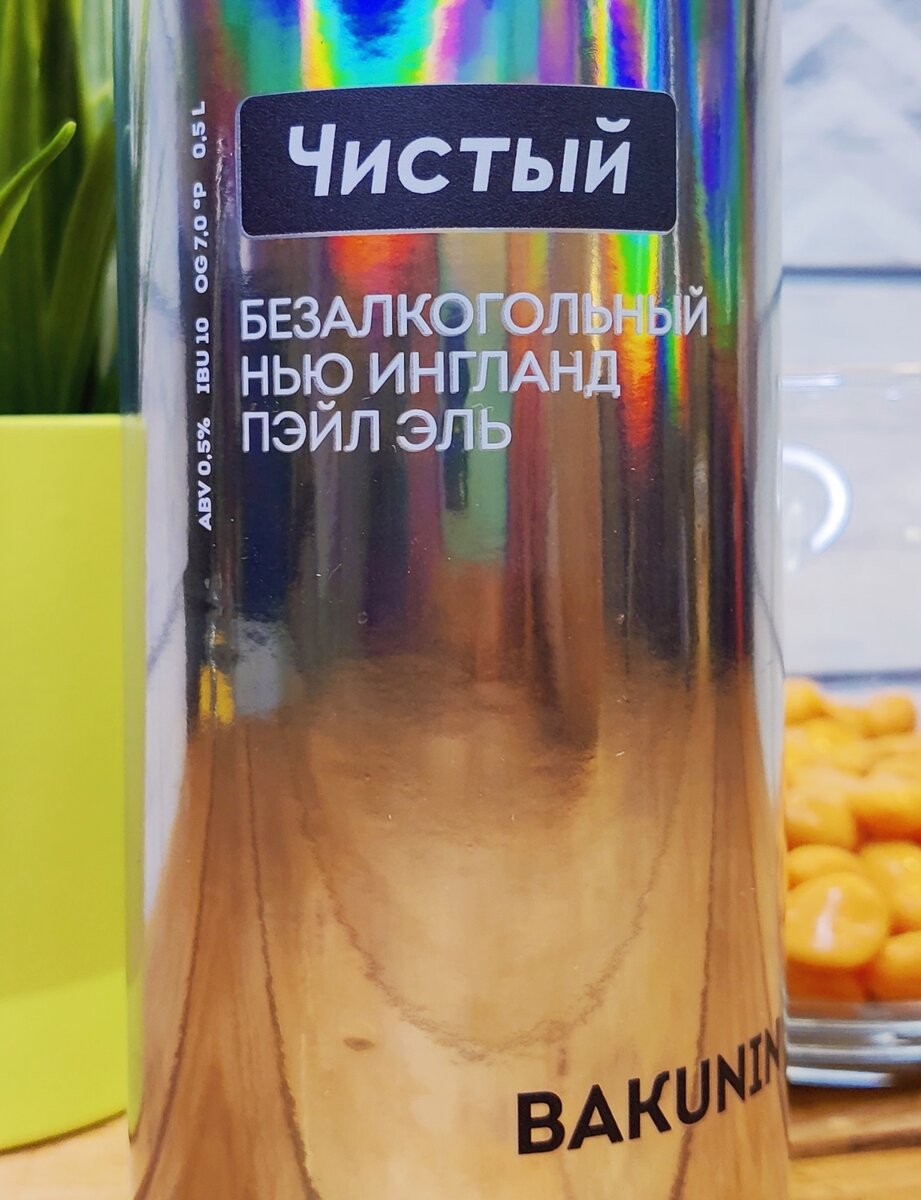 Чистый
БЕЗАЛКОГОЛЬНЫЙ
НЬЮ ИНГЛАНД
ПЭЙЛ ЭЛЬ
ABV 0,5% IBU 10 OG 7,0 °P 0,5 L
BAKUNIN